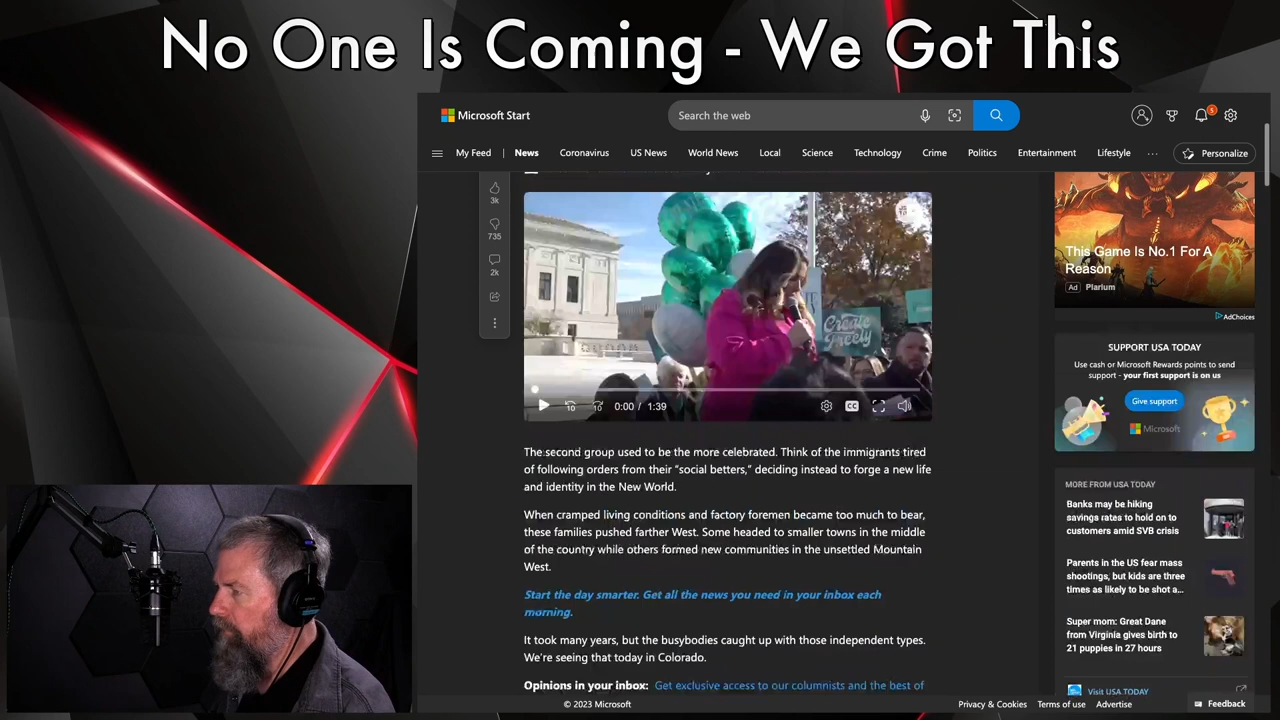 No One Is Coming - We Got This
Microsoft Start
Search the web
5
My Feed
News
Coronavirus
US News
World News
Local
Science
Technology
Crime
Politics
Entertainment
Lifestyle
...
Personalize
3k
735
2k
Create
Freely
10
10
0:00 / 1:39
CC
The second group used to be the more celebrated. Think of the immigrants tired
of following orders from their “social betters,” deciding instead to forge a new life
and identity in the New World.
When cramped living conditions and factory foremen became too much to bear,
these families pushed farther West. Some headed to smaller towns in the middle
of the country while others formed new communities in the unsettled Mountain
West.
Start the day smarter. Get all the news you need in your inbox each
morning.
It took many years, but the busybodies caught up with those independent types.
We're seeing that today in Colorado.
Opinions in your inbox: Get exclusive access to our columnists and the best of
This Game Is No.1 For A
Reason
Ad Plarium
AdChoices
SUPPORT USA TODAY
Use cash or Microsoft Rewards points to send
support - your first support is on us
Give support
Microsoft
MORE FROM USA TODAY
Banks may be hiking
savings rates to hold on to
customers amid SVB crisis
Parents in the US fear mass
shootings, but kids are three
times as likely to be shot a...
Super mom: Great Dane
from Virginia gives birth to
21 puppies in 27 hours
Visit USA TODAY
© 2023 Microsoft
Privacy & Cookies
Terms of use
Advertise
Feedback